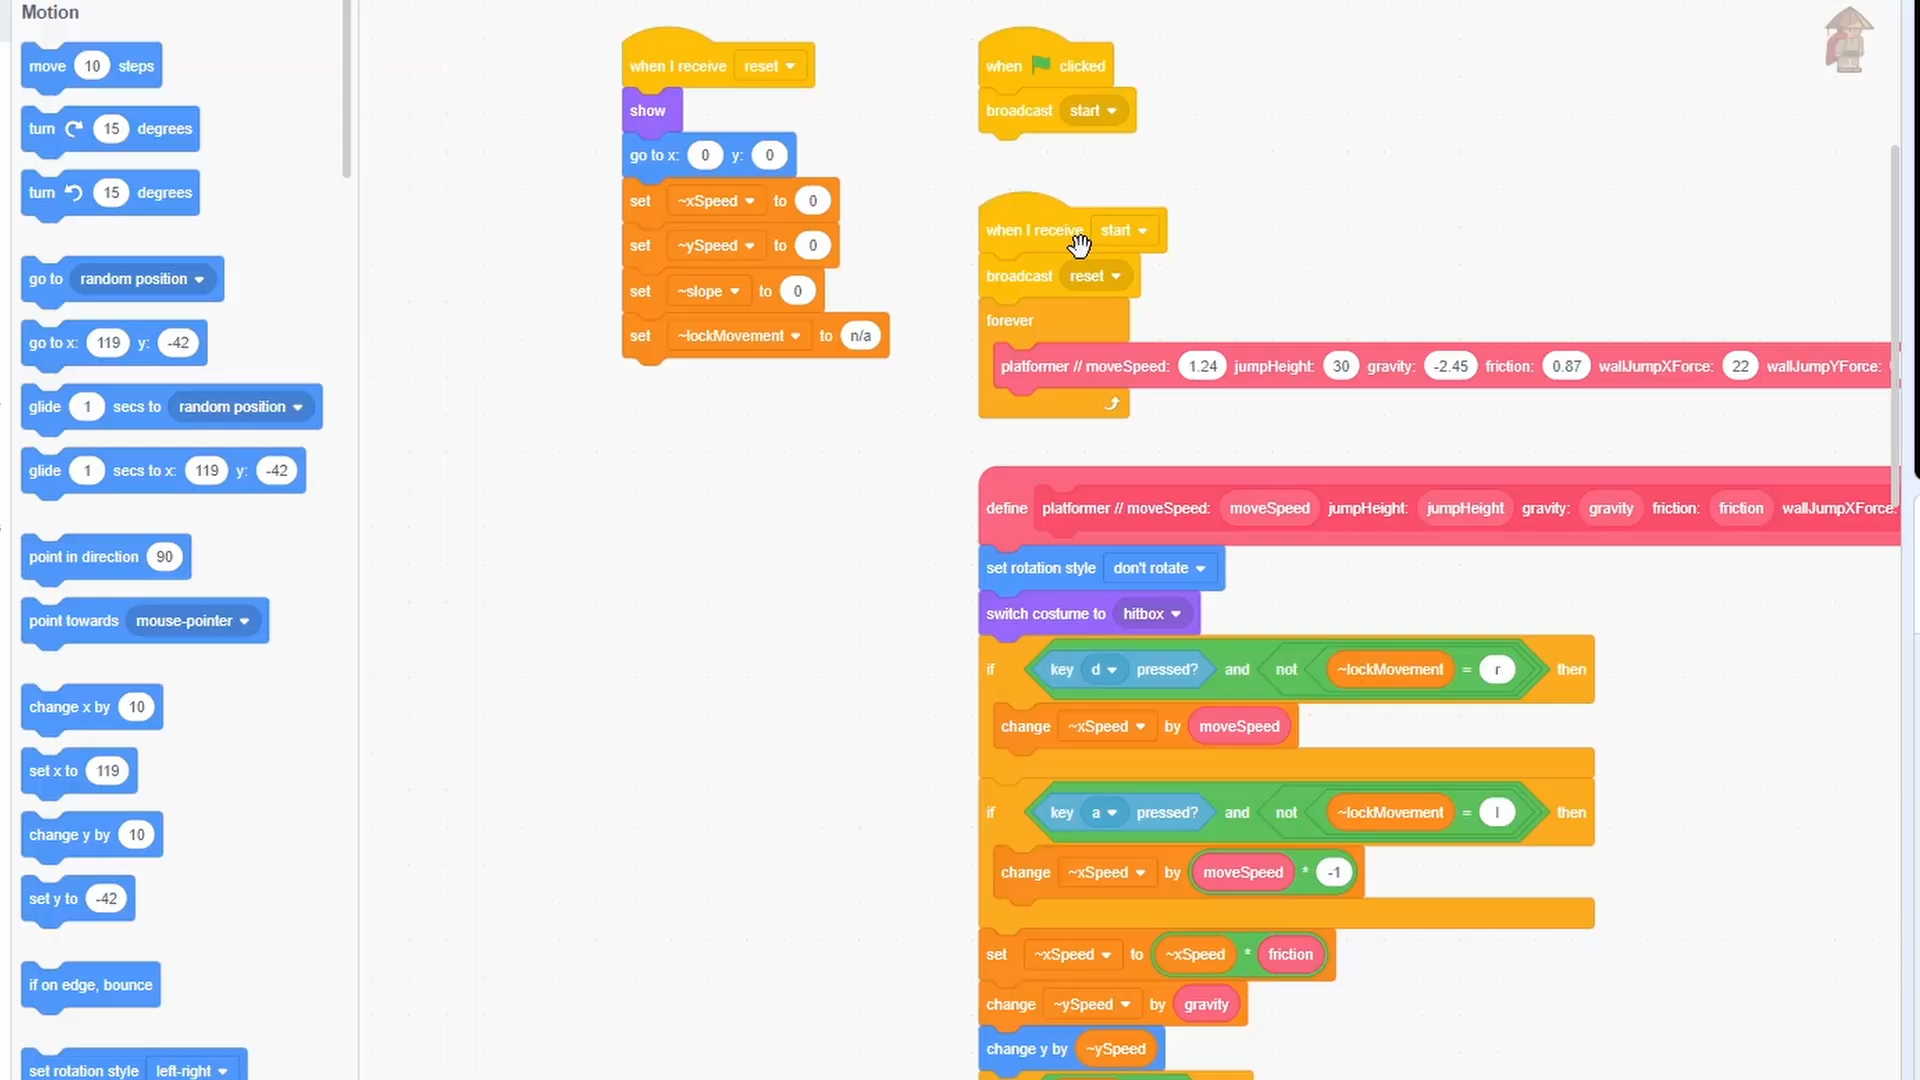 Motion
move 10 steps
turn 15 degrees
turn 15 degrees
go to random position
go to x: 119 y: -42
glide 1 secs to random position
glide 1 secs to x: 119 y: -42
point in direction 90
point towards mouse-pointer
change x by 10
set x to 119
change y by 10
set y to -42
if on edge, bounce
set rotation style left-right
when I receive reset
show
go to x: 0 y: 0
set ~xSpeed to 0
set ~ySpeed to 0
set ~slope to 0
set ~lockMovement to n/a
when clicked
broadcast start
when I receive start
broadcast reset
forever
platformer // moveSpeed: 1.24 jumpHeight: 30 gravity: -2.45 friction: 0.87 wallJumpXForce: 22 wallJumpYForce:
define platformer // moveSpeed: moveSpeed jumpHeight: jumpHeight gravity: gravity friction: friction wallJumpXForce:
set rotation style don't rotate
switch costume to hitbox
if key d pressed? and not ~lockMovement = r then
change ~xSpeed by moveSpeed
if key a pressed? and not ~lockMovement = l then
change ~xSpeed by moveSpeed * -1
set ~xSpeed to ~xSpeed * friction
change ~ySpeed by gravity
change y by ~ySpeed